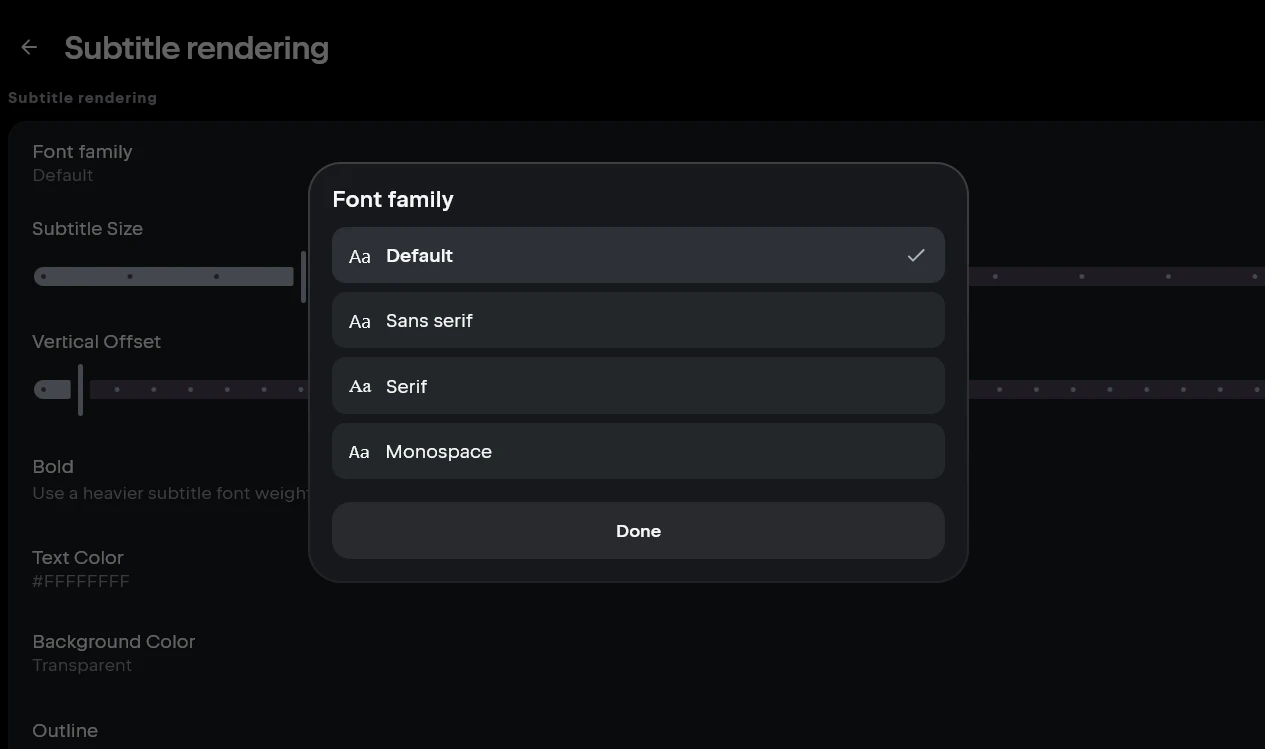 Subtitle rendering
Subtitle rendering
Font family
Default
Subtitle Size
Vertical Offset
Bold
Use a heavier subtitle font weight
Text Color
#FFFFFFFF
Background Color
Transparent
Outline
Font family
Aa Default
Aa Sans serif
Aa Serif
Aa Monospace
Done